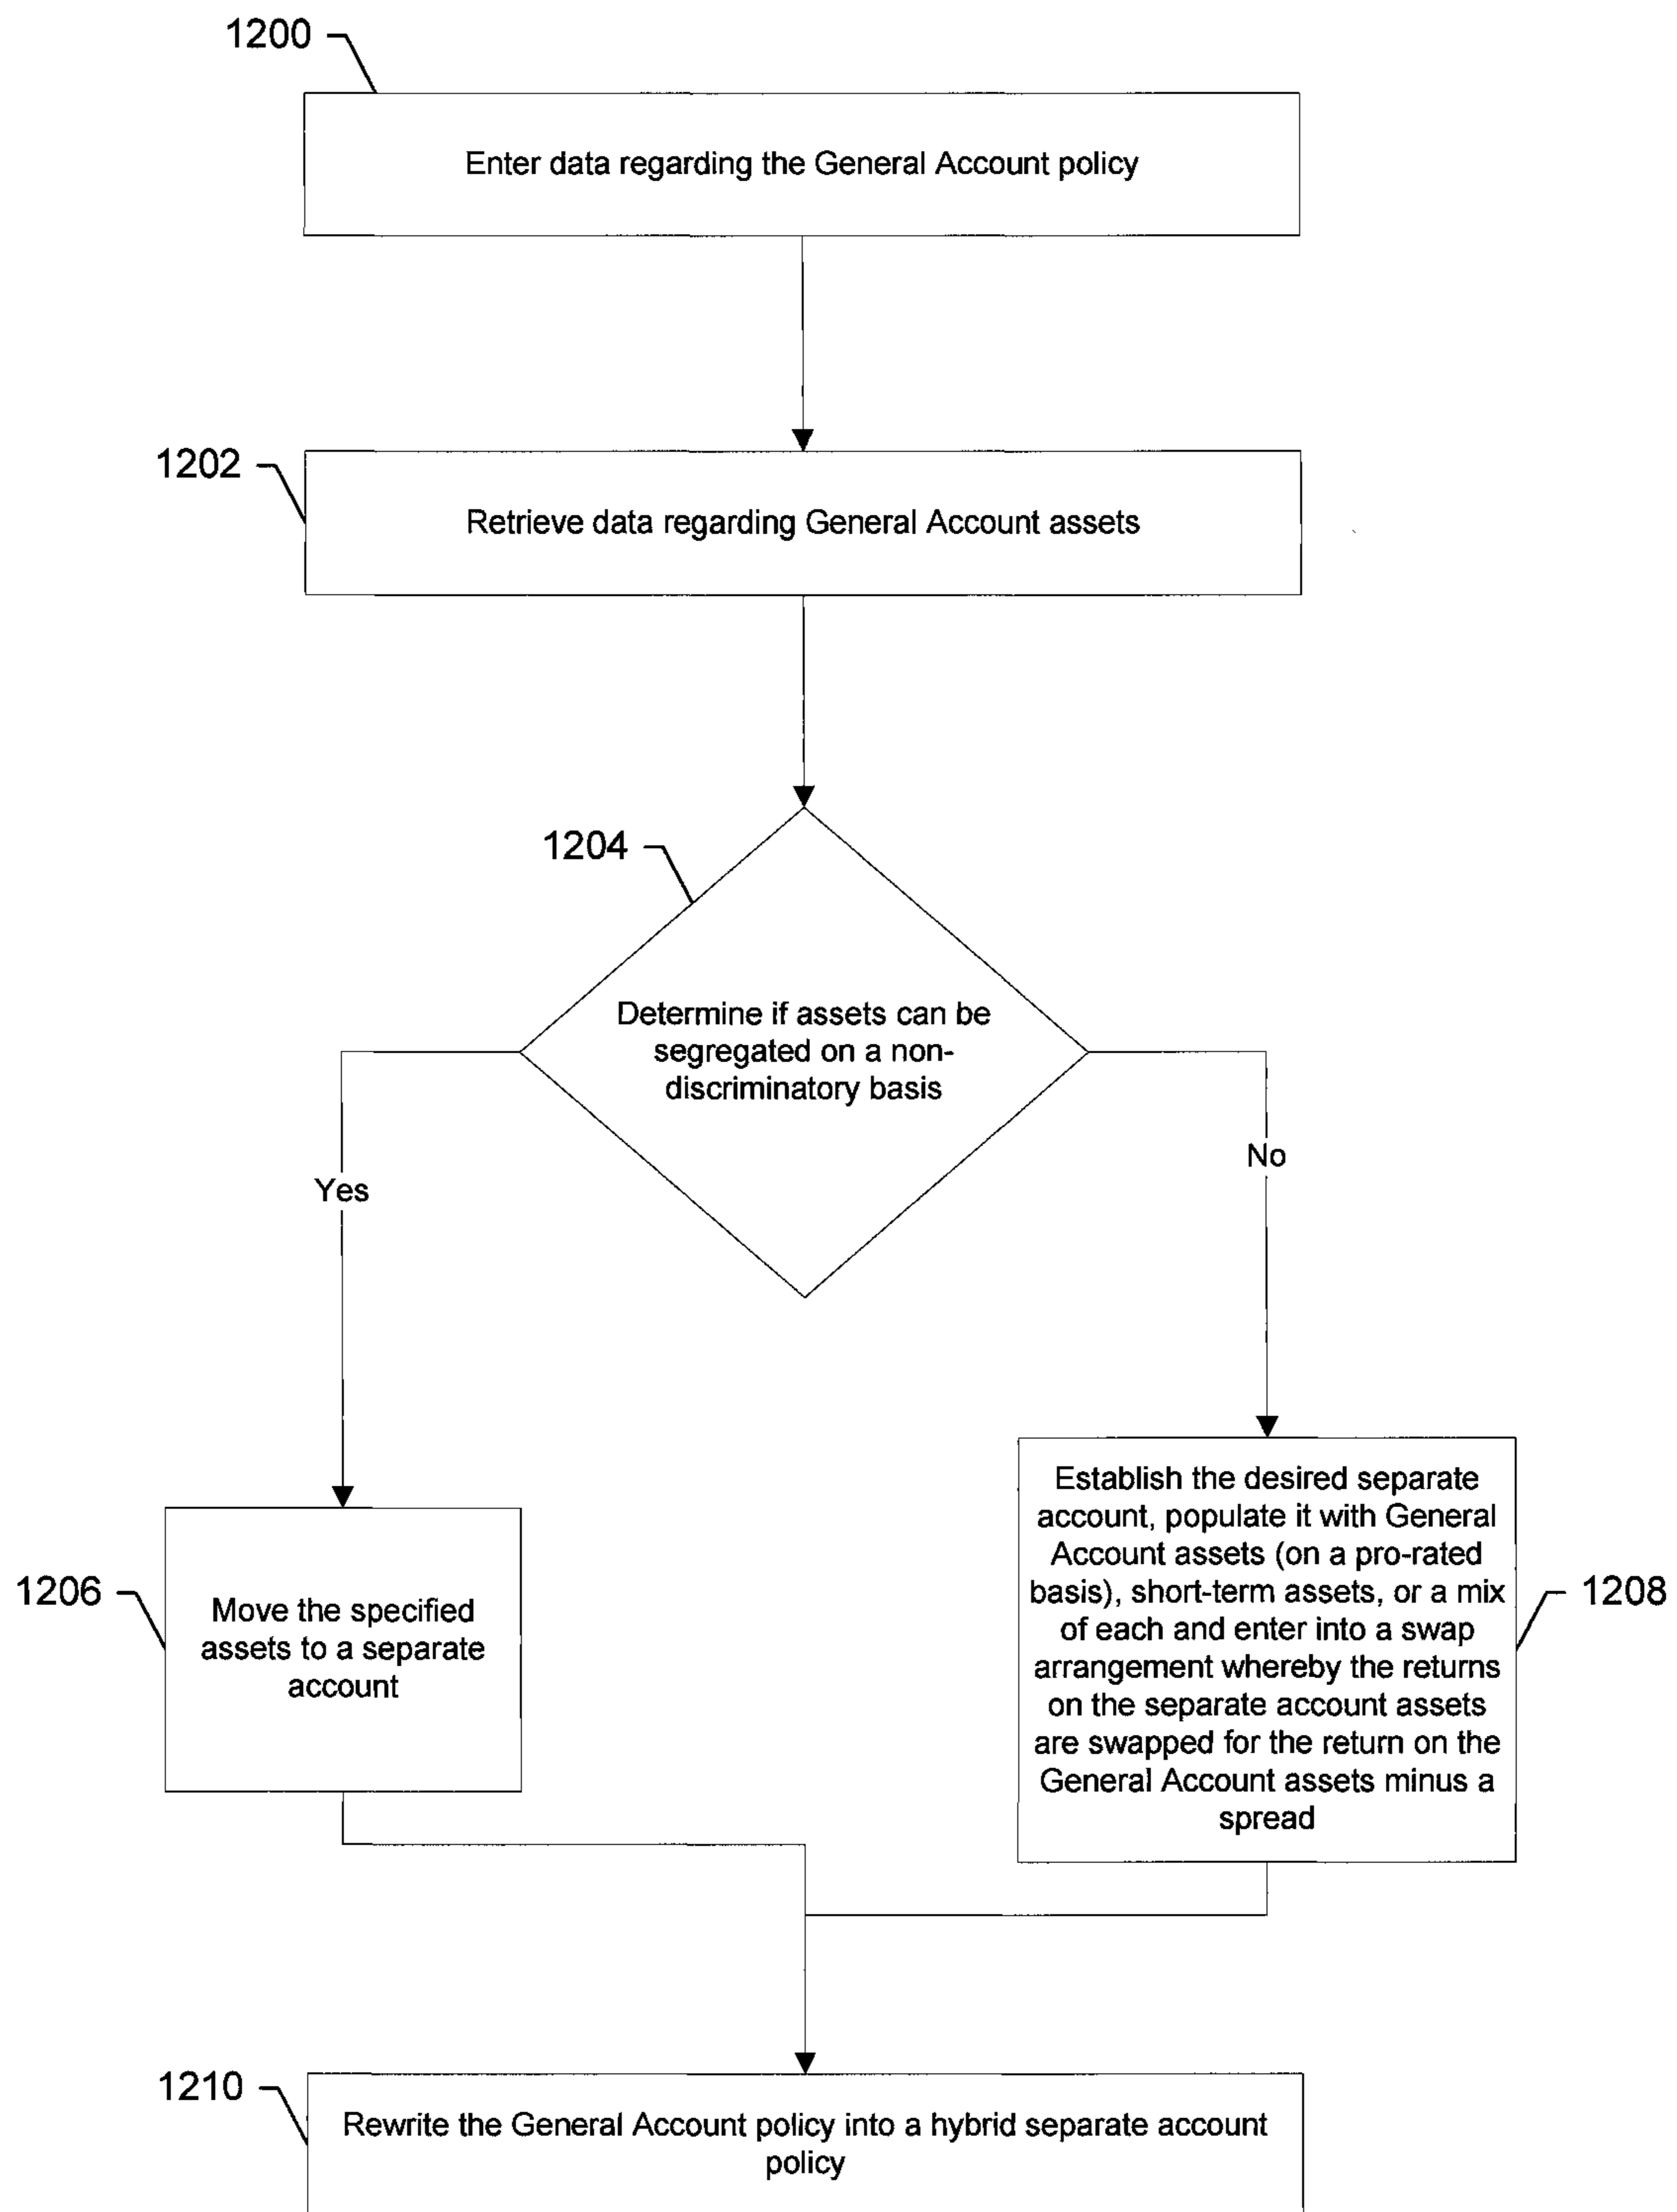 1200
Enter data regarding the General Account policy
1202
Retrieve data regarding General Account assets
1204
Determine if assets can be
segregated on a non-
discriminatory basis
Yes
No
1206
Move the specified
assets to a separate
account
Establish the desired separate
account, populate it with General
Account assets (on a pro-rated
basis), short-term assets, or a mix
of each and enter into a swap
arrangement whereby the returns
on the separate account assets
are swapped for the return on the
General Account assets minus a
spread
1208
1210
Rewrite the General Account policy into a hybrid separate account
policy